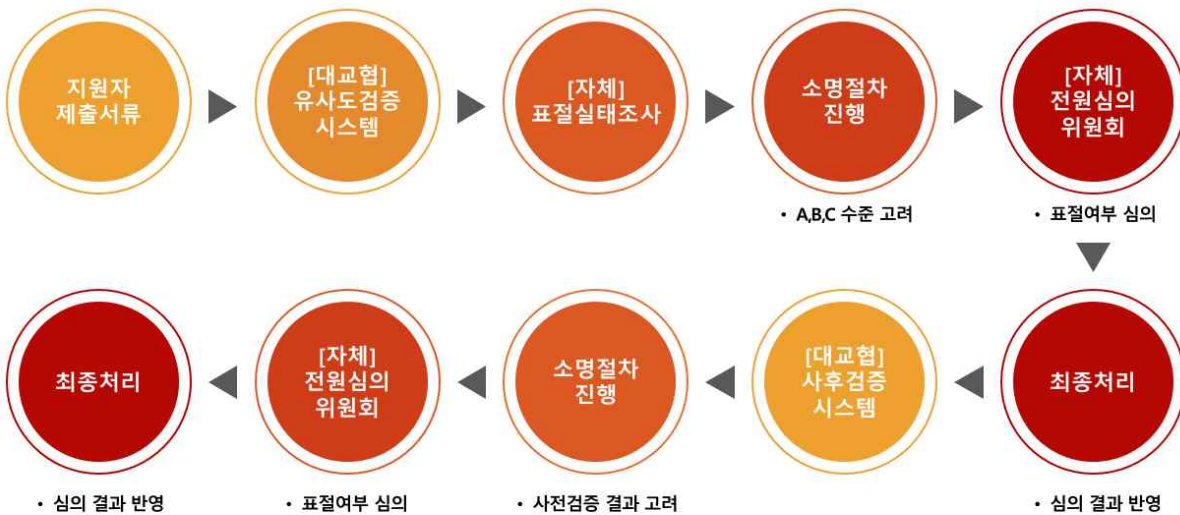 지원자
제출서류
[대교협]
유사도검증
시스템
[자체]
표절실태조사
소명절차
진행
• A,B,C 수준 고려
[자체]
전원심의
위원회
• 표절여부 심의
최종처리
• 심의 결과 반영
[대교협]
사후검증
시스템
소명절차
진행
• 사전검증 결과 고려
[자체]
전원심의
위원회
• 표절여부 심의
최종처리
• 심의 결과 반영